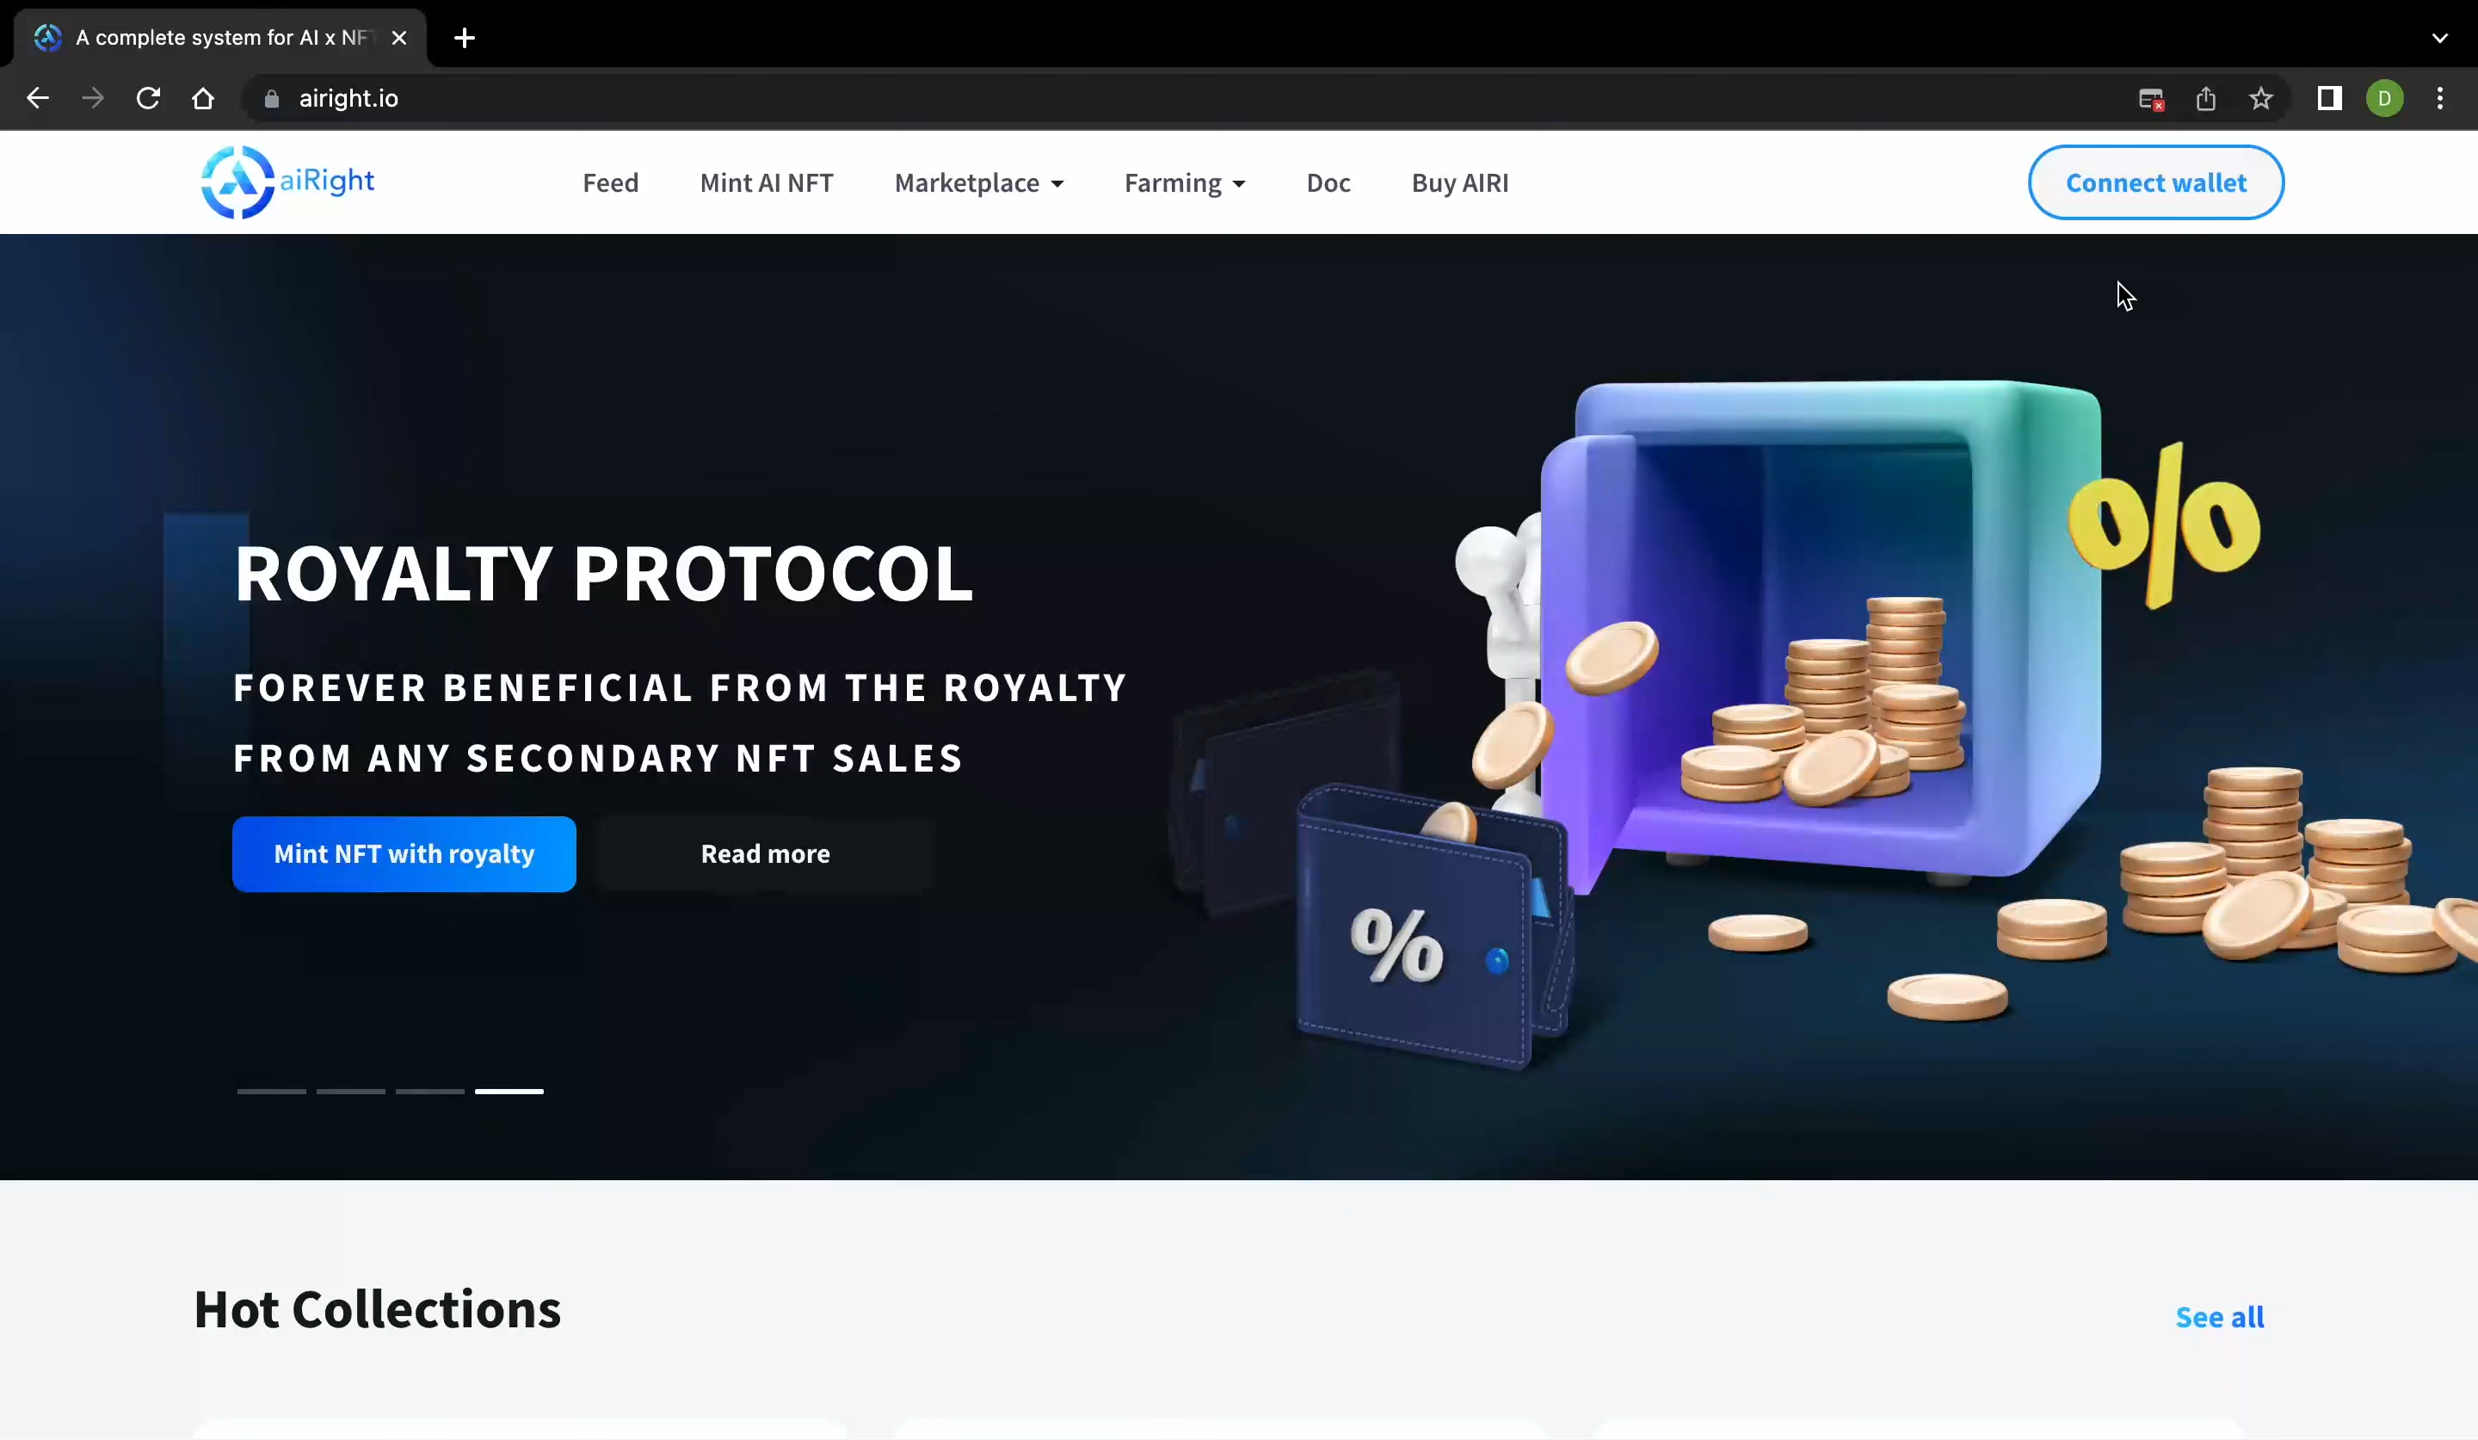 A complete system for AI x NFT
airight.io
D
aiRight
Feed
Mint AI NFT
Marketplace
Farming
Doc
Buy AIRI
Connect wallet
ROYALTY PROTOCOL
FOREVER BENEFICIAL FROM THE ROYALTY
FROM ANY SECONDARY NFT SALES
Mint NFT with royalty
Read more
%
%
Hot Collections
See all